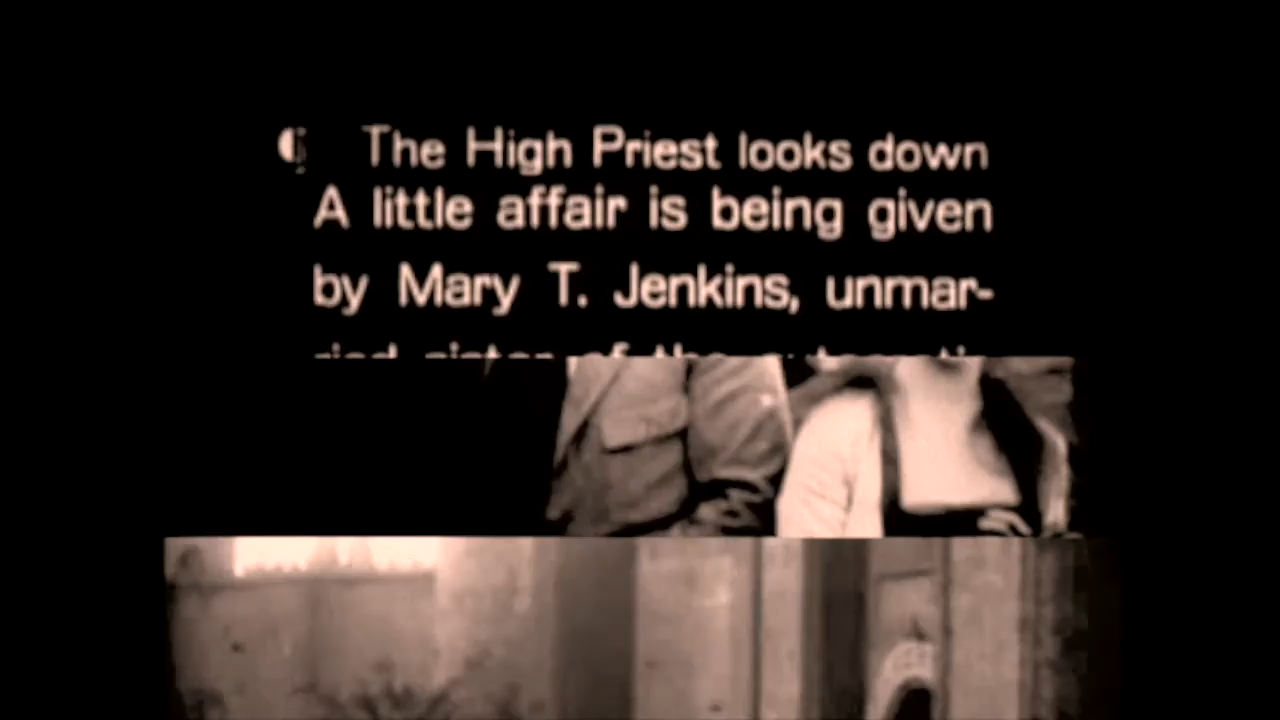 ¶ The High Priest looks down
A little affair is being given
by Mary T. Jenkins, unmar-